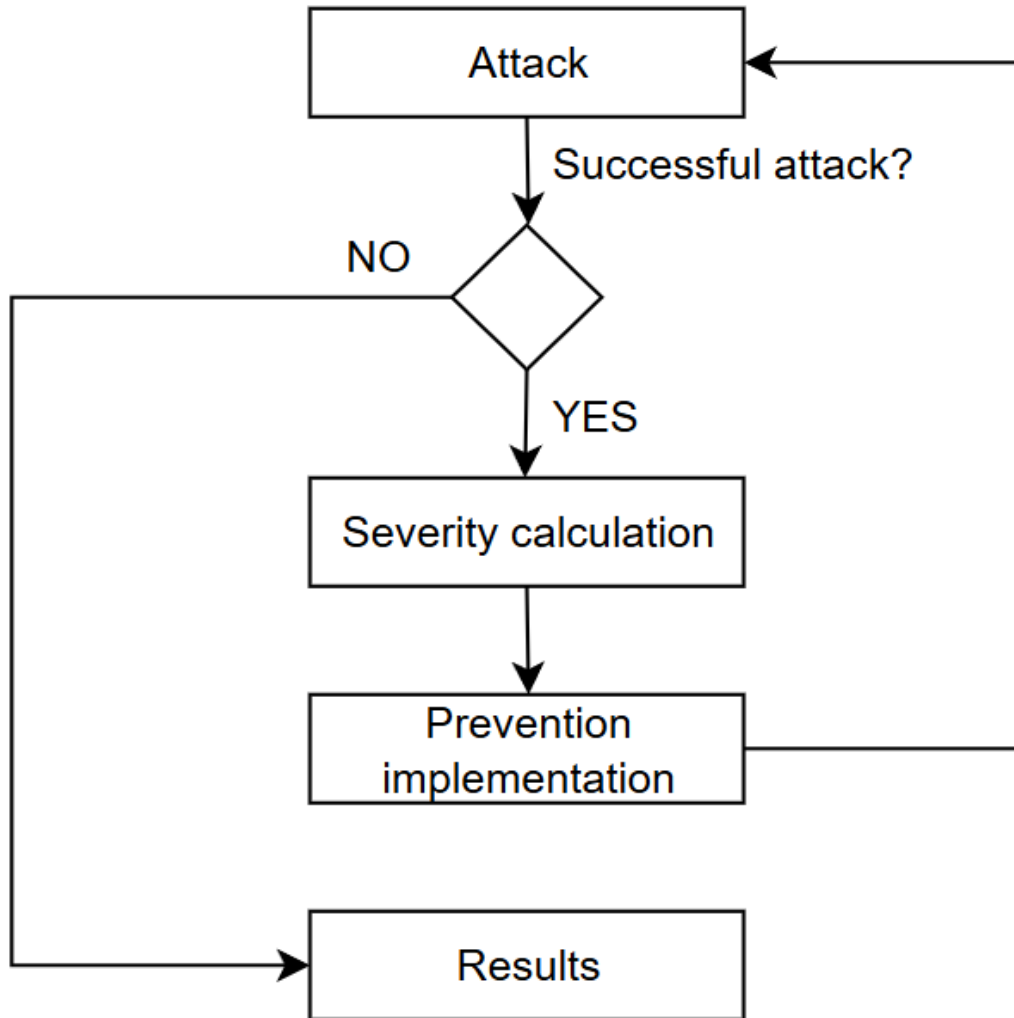 Attack
Successful attack?
NO
YES
Severity calculation
Prevention
implementation
Results